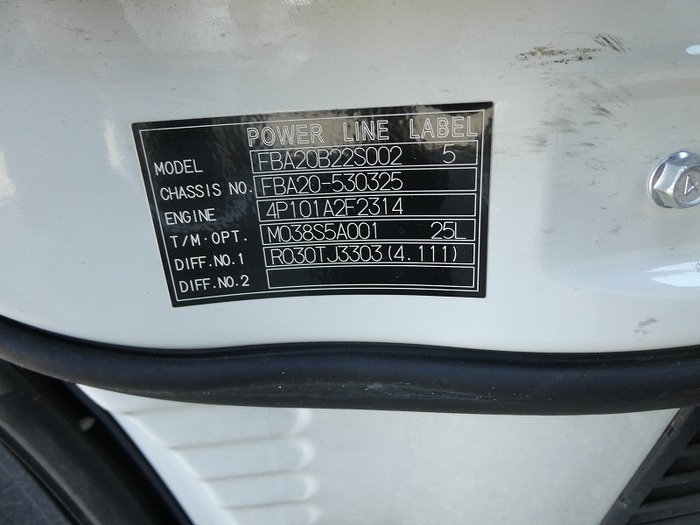 POWER LINE LABEL
MODEL FBA20B22S002 5
CHASSIS NO. FBA20-530325
ENGINE 4P101A2F2314
T/M·OPT. M038S5A001 25L
DIFF.NO.1 R030TJ3303(4.111)
DIFF.NO.2